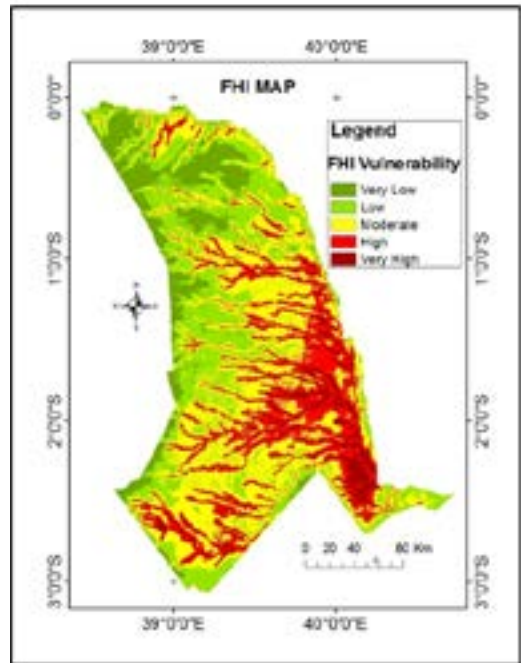 39°0'0"E 40°0'0"E
FHI MAP
0°0'0" 0°0'0"
Legend
FHI Vulnerability
Very Low
Low
Moderate
High
Very High
1°0'0"S 1°0'0"S
2°0'0"S 2°0'0"S
0 20 40 80 Km
3°0'0"S 3°0'0"S
39°0'0"E 40°0'0"E